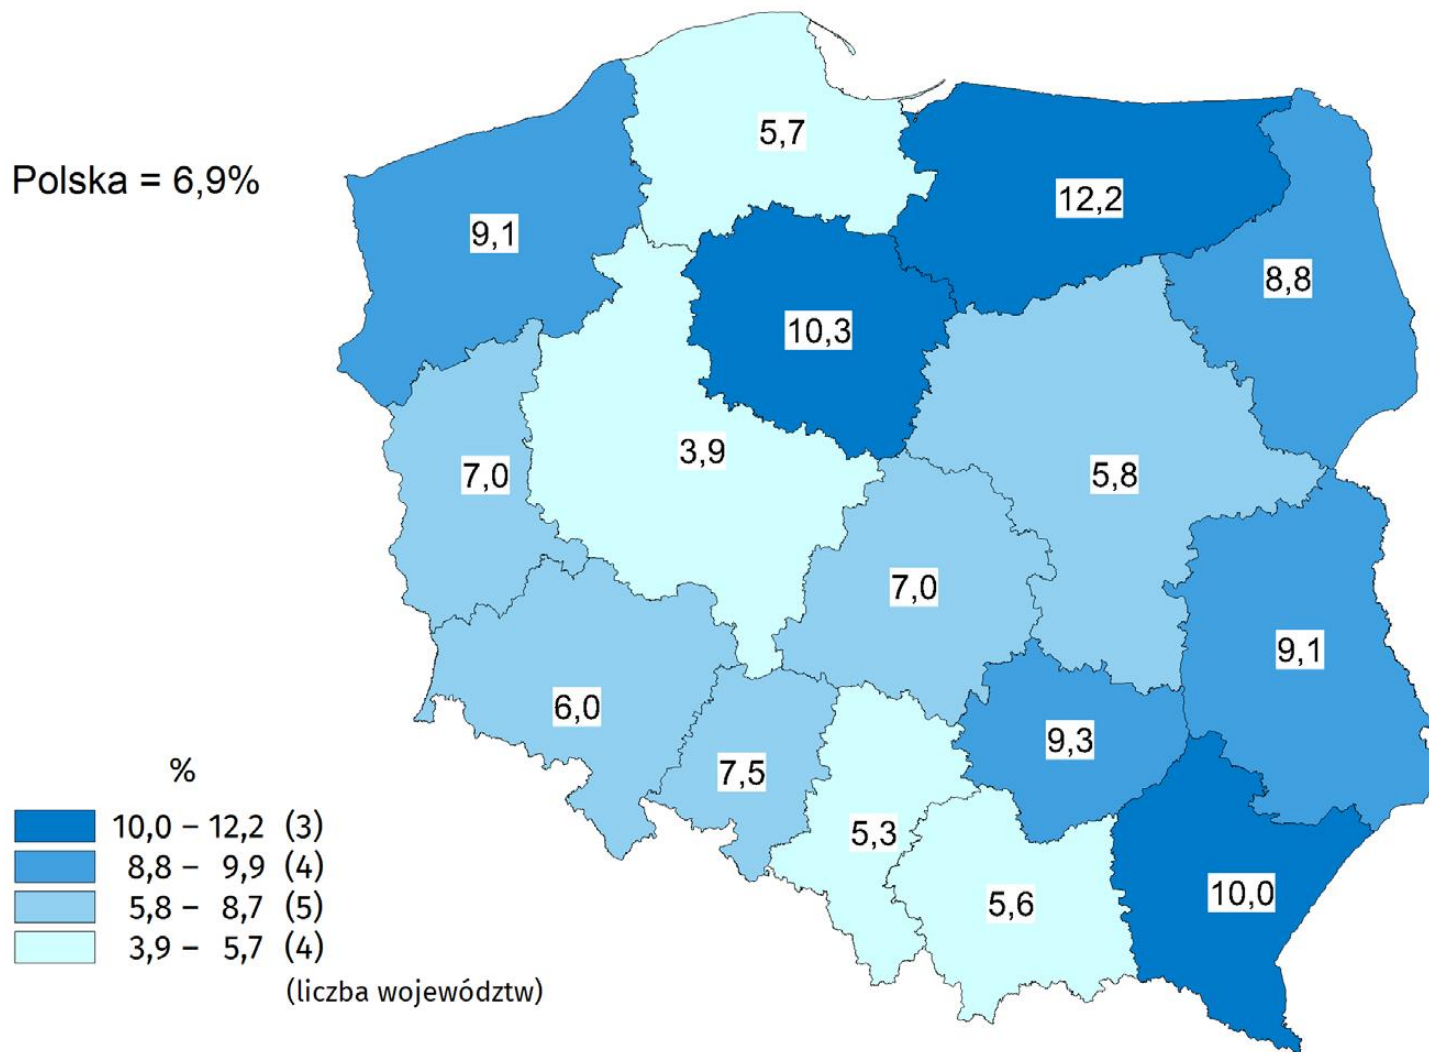 5,7
Polska = 6,9%
12,2
9,1
8,8
10,3
3,9
7,0
5,8
7,0
9,1
6,0
9,3
7,5
5,3
10,0
5,6
%
10,0 – 12,2 (3)
8,8 – 9,9 (4)
5,8 – 8,7 (5)
3,9 – 5,7 (4)
(liczba województw)